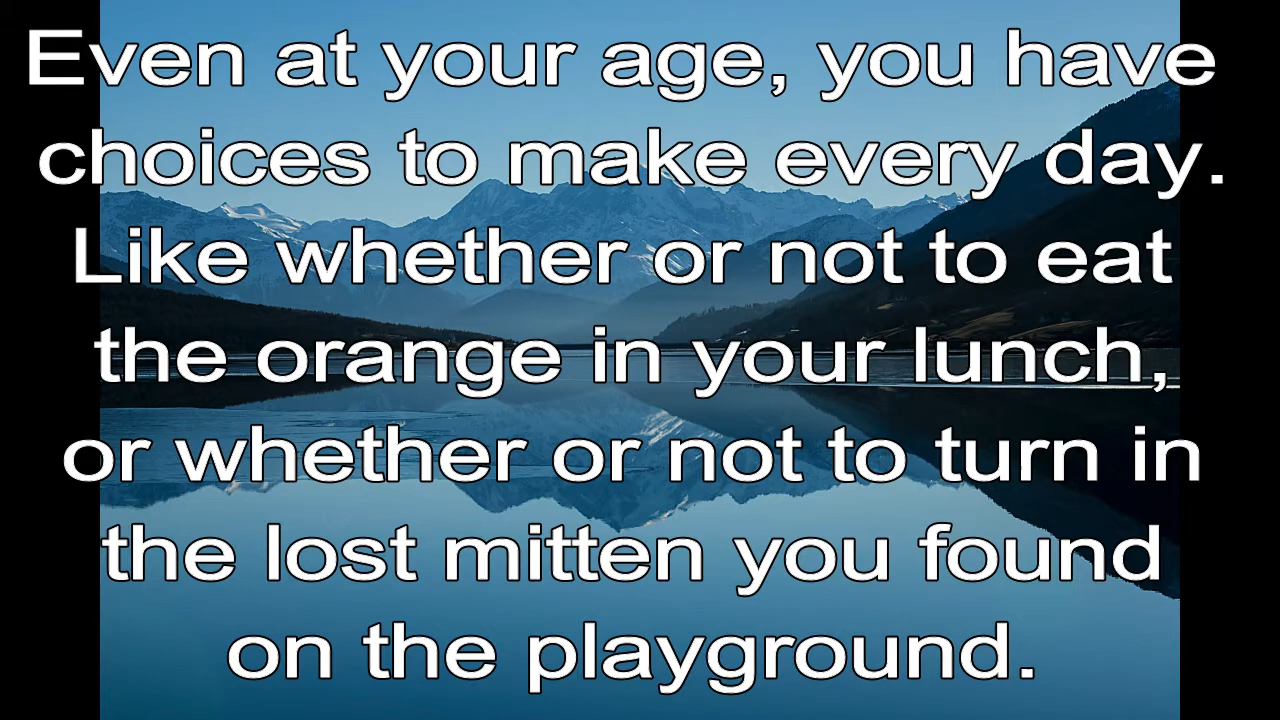 Even at your age, you have
choices to make every day.
Like whether or not to eat
the orange in your lunch,
or whether or not to turn in
the lost mitten you found
on the playground.